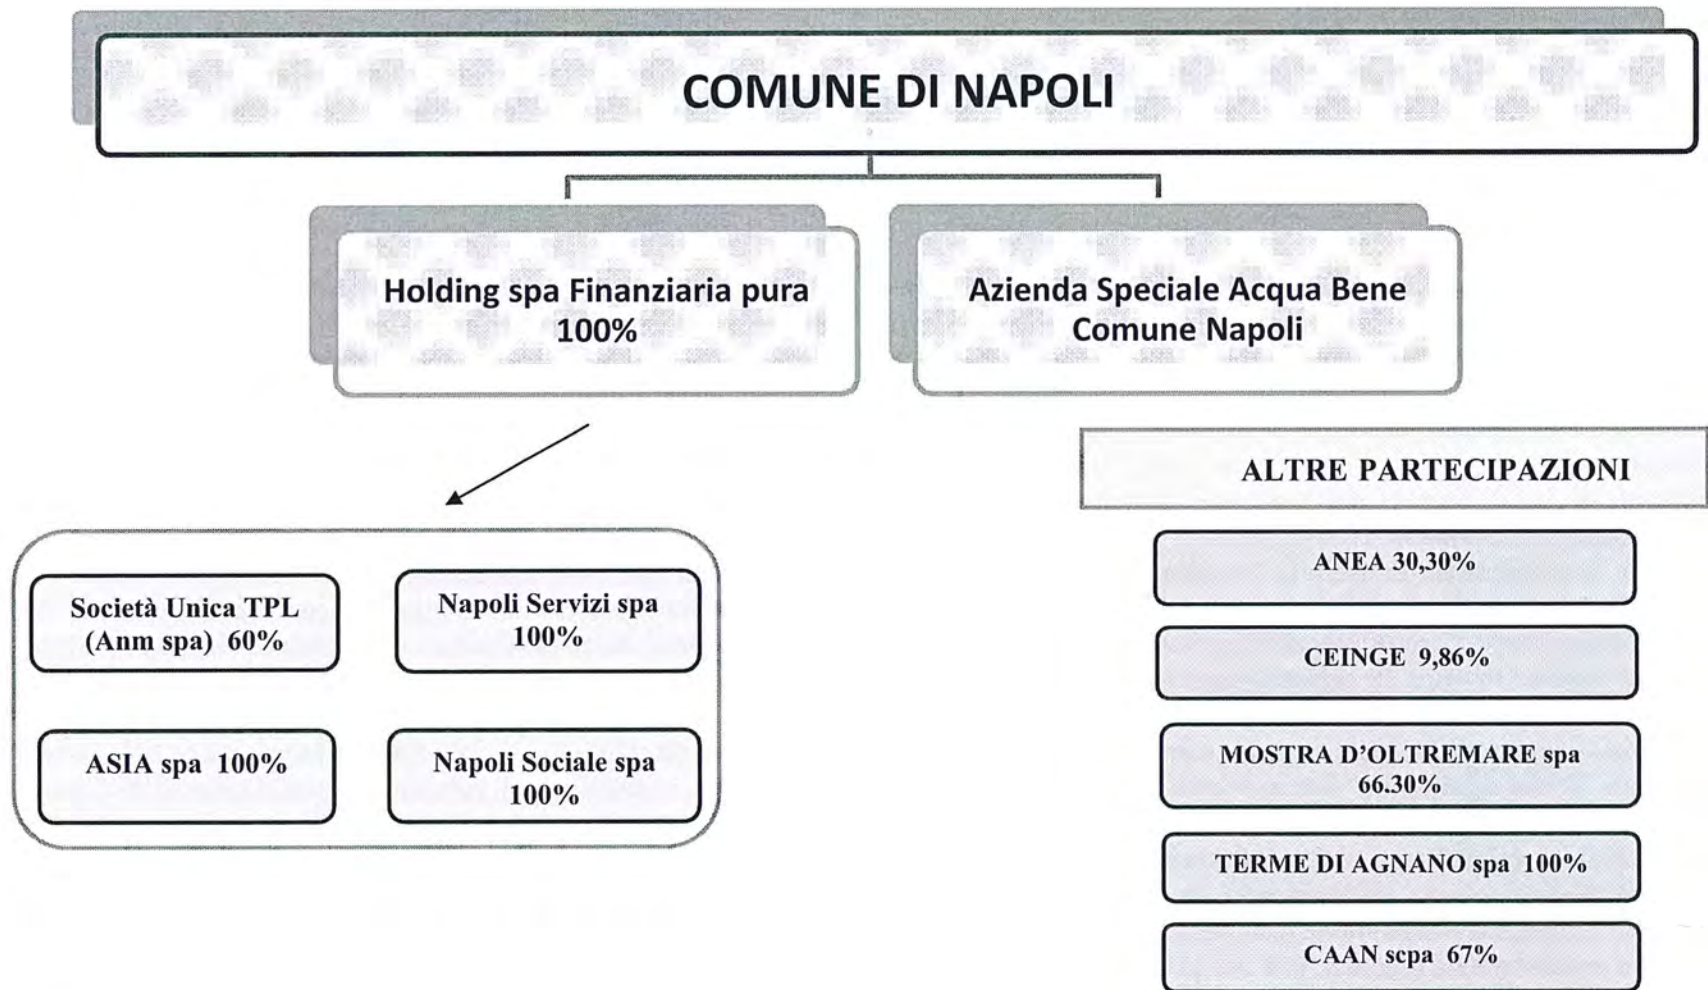 COMUNE DI NAPOLI
Holding spa Finanziaria pura
100%
Azienda Speciale Acqua Bene
Comune Napoli
Società Unica TPL
(Anm spa) 60%
Napoli Servizi spa
100%
ASIA spa 100%
Napoli Sociale spa
100%
ALTRE PARTECIPAZIONI
ANEA 30,30%
CEINGE 9,86%
MOSTRA D'OLTREMARE spa
66.30%
TERME DI AGNANO spa 100%
CAAN scpa 67%